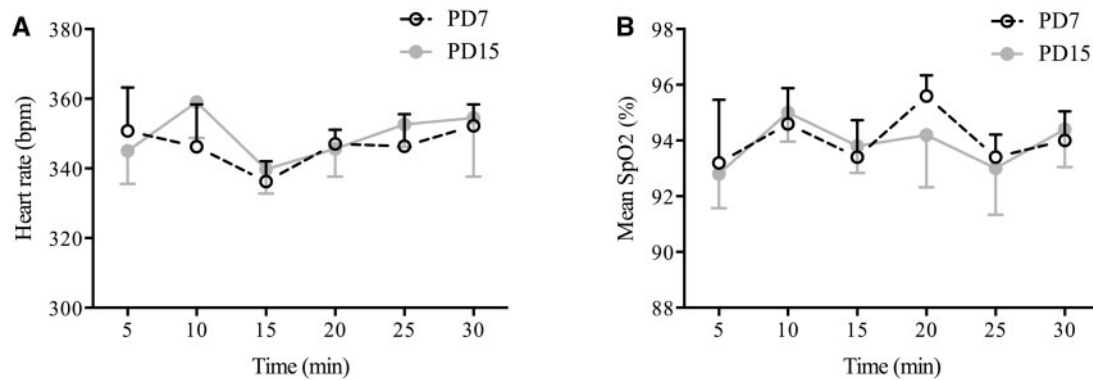 A
PD7
PD15
Heart rate (bpm)
380
360
340
320
300
5 10 15 20 25 30
Time (min)
B
PD7
PD15
Mean SpO2 (%)
98
96
94
92
90
88
5 10 15 20 25 30
Time (min)